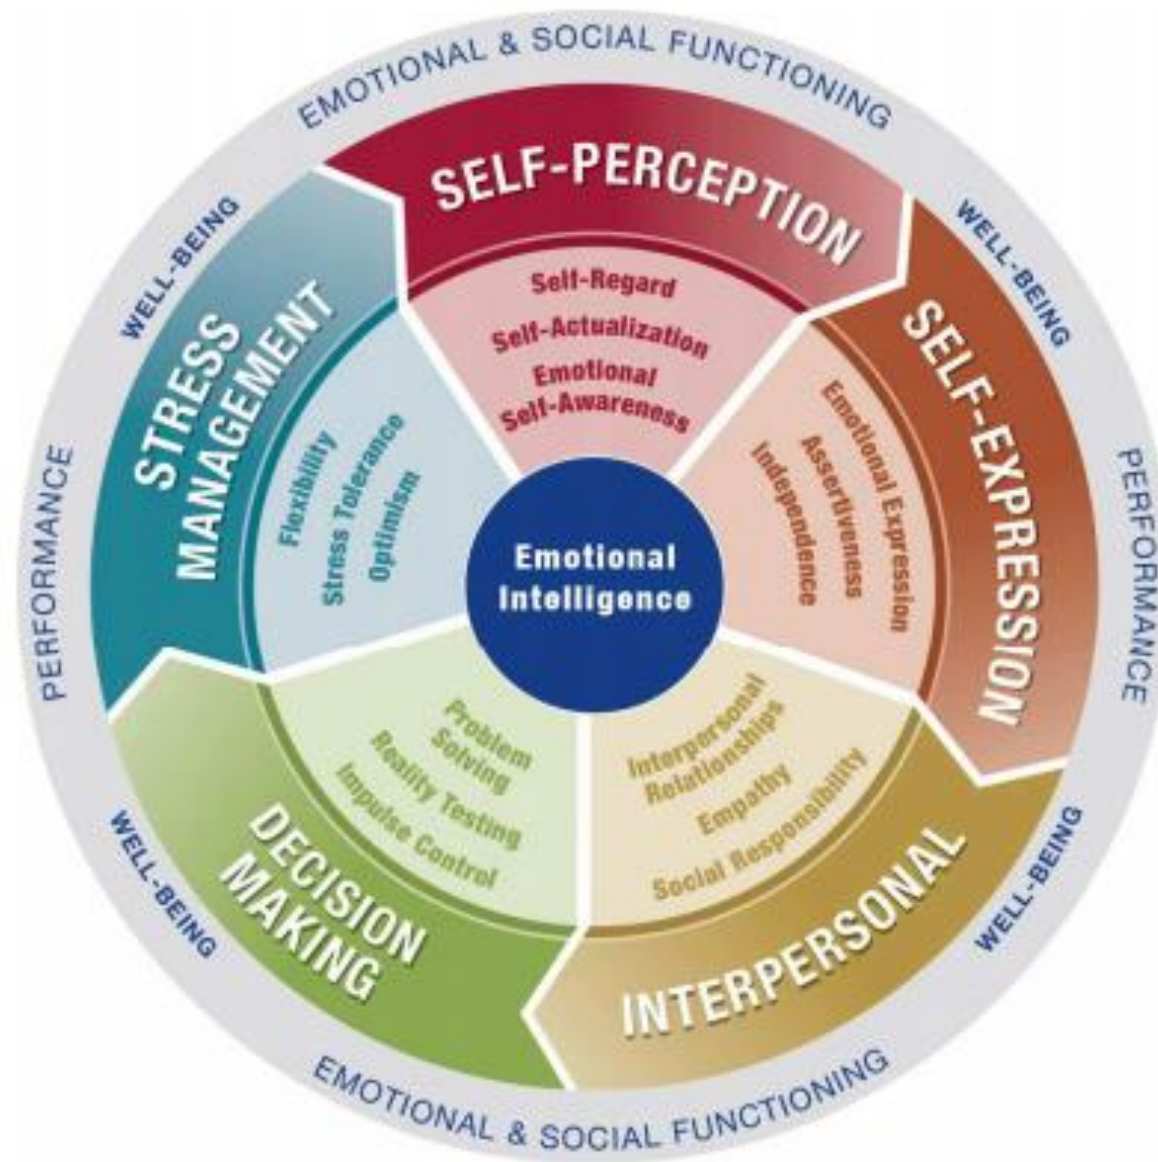 EMOTIONAL & SOCIAL FUNCTIONING
WELL-BEING
WELL-BEING
PERFORMANCE
PERFORMANCE
SELF-PERCEPTION
Self-Regard
Self-Actualization
Emotional
Self-Awareness
SELF-EXPRESSION
Emotional Expression
Assertiveness
Independence
INTERPERSONAL
Interpersonal
Relationships
Empathy
Social Responsibility
DECISION
MAKING
Problem
Solving
Reality Testing
Impulse Control
STRESS
MANAGEMENT
Flexibility
Stress Tolerance
Optimism
Emotional
Intelligence
WELL-BEING
WELL-BEING
EMOTIONAL & SOCIAL FUNCTIONING